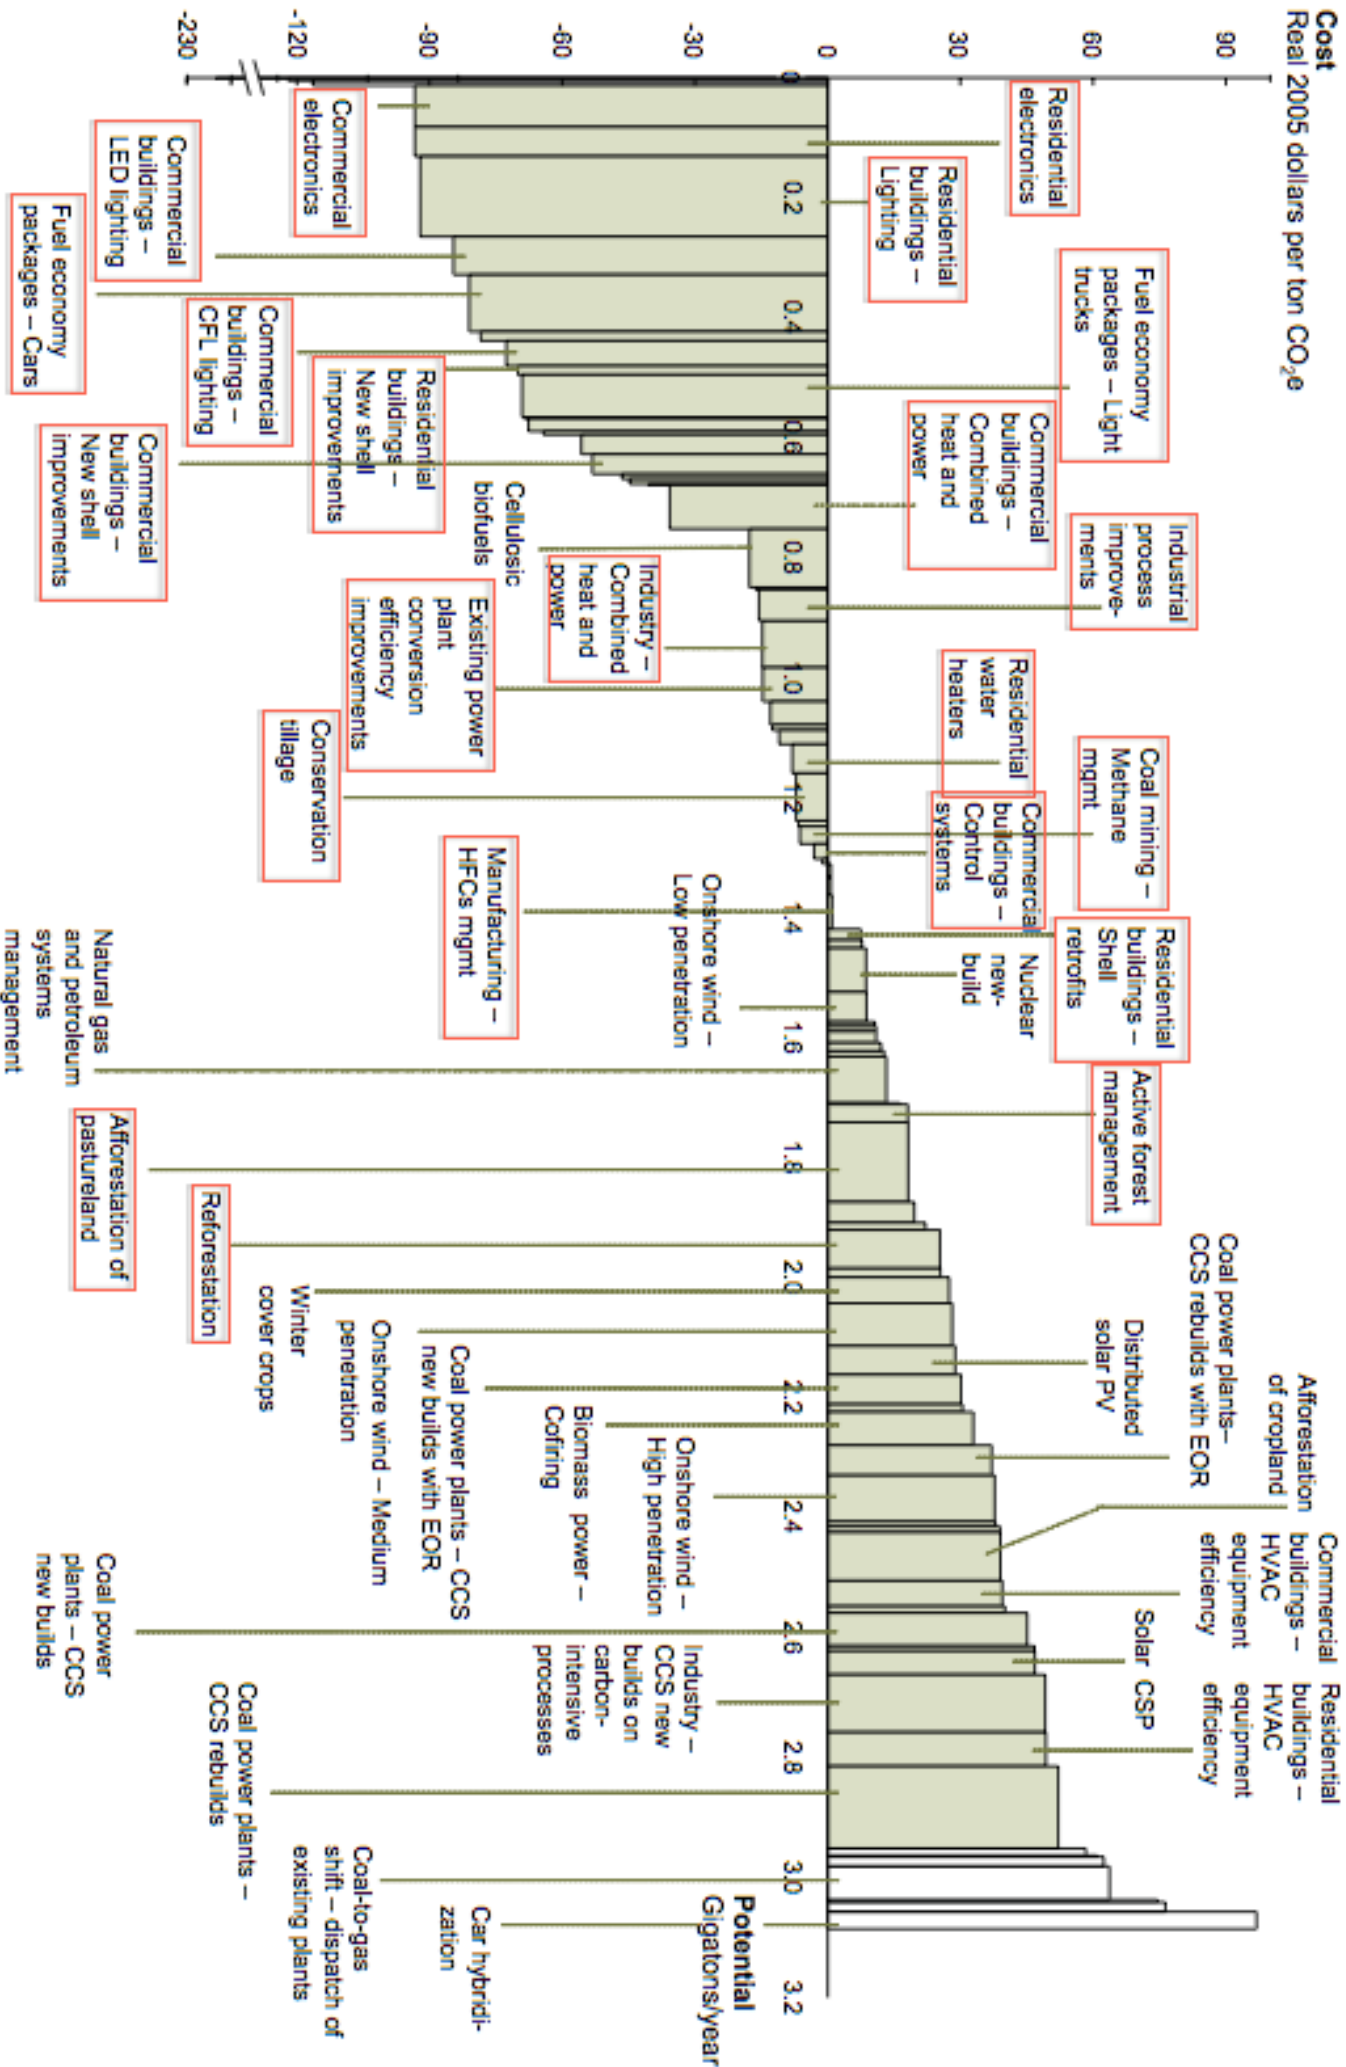 Cost
Real 2005 dollars per ton CO2e
90
60
30
0
-30
-60
-90
-120
-230
0
0.2
0.4
0.6
0.8
1.0
1.2
1.4
1.6
1.8
2.0
2.2
2.4
2.6
2.8
3.0
3.2
Potential
Gigatons/year
Residential
electronics
Residential
buildings –
Lighting
Fuel economy
packages – Light
trucks
Commercial
buildings –
Combined
heat and
power
Industrial
process
improve-
ments
Residential
water
heaters
Coal mining –
Methane
mgmt
Commercial
buildings –
Control
systems
Residential
buildings –
Shell
retrofits
Nuclear
new-
build
Active forest
management
Coal power plants–
CCS rebuilds with EOR
Distributed
solar PV
Afforestation
of cropland
Commercial
buildings –
HVAC
equipment
efficiency
Solar CSP
Residential
buildings –
HVAC
equipment
efficiency
Commercial
electronics
Commercial
buildings –
LED lighting
Fuel economy
packages – Cars
Commercial
buildings –
CFL lighting
Residential
buildings –
New shell
improvements
Commercial
buildings –
New shell
improvements
Cellulosic
biofuels
Industry –
Combined
heat and
power
Existing power
plant
conversion
efficiency
improvements
Conservation
tillage
Manufacturing –
HFCs mgmt
Onshore wind –
Low penetration
Natural gas
and petroleum
systems
management
Afforestation of
pastureland
Reforestation
Winter
cover crops
Onshore wind – Medium
penetration
Coal power plants – CCS
new builds with EOR
Biomass power –
Cofiring
Onshore wind –
High penetration
Coal power
plants – CCS
new builds
Industry –
CCS new
builds on
carbon-
intensive
processes
Coal power plants –
CCS rebuilds
Coal-to-gas
shift – dispatch of
existing plants
Car hybridi-
zation